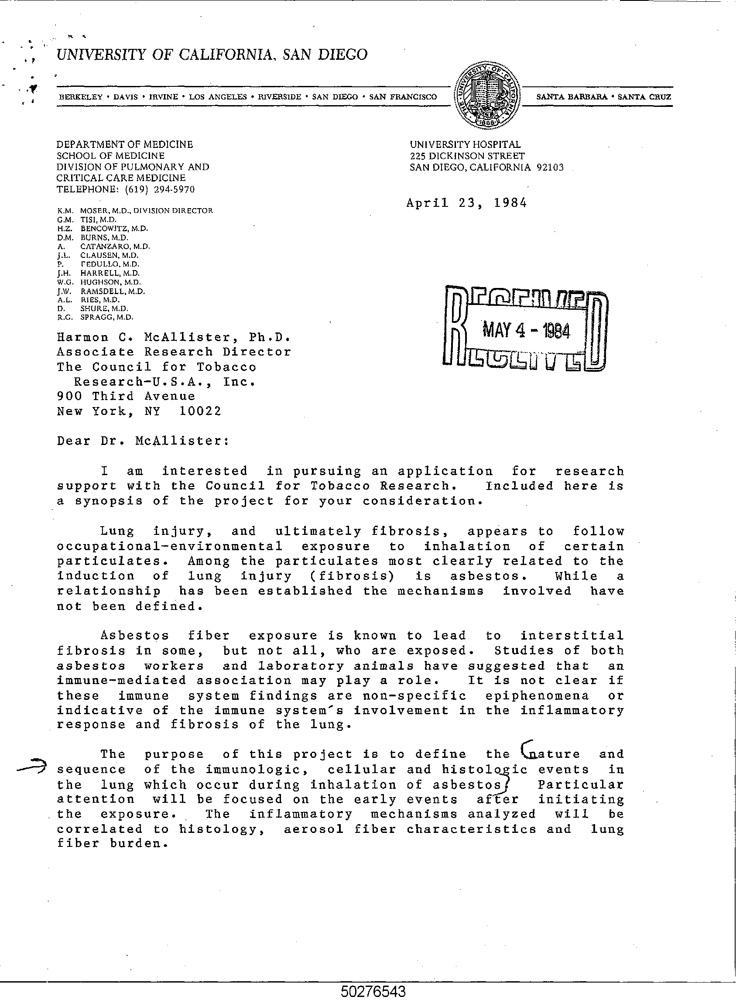 UNIVERSITY OF CALIFORNIA, SAN DIEGO
BERKELEY • DAVIS • IRVINE • LOS ANGELES • RIVERSIDE • SAN DIEGO • SAN FRANCISCO
SANTA BARBARA • SANTA CRUZ
DEPARTMENT OF MEDICINE
SCHOOL OF MEDICINE
DIVISION OF PULMONARY AND
CRITICAL CARE MEDICINE
TELEPHONE: (619) 294-5970
UNIVERSITY HOSPITAL
225 DICKINSON STREET
SAN DIEGO, CALIFORNIA 92103
April 23, 1984
K.M. MOSER, M.D., DIVISION DIRECTOR
G.M. TISI, M.D.
H.Z. BENCOWITZ, M.D.
D.M. BURNS, M.D.
A. CATANZARO, M.D.
J.L. CLAUSEN, M.D.
P. FEDULLO, M.D.
J.H. HARRELL, M.D.
W.G. HUGHSON, M.D.
J.W. RAMSDELL, M.D.
A.L. RIES, M.D.
D. SHURE, M.D.
R.G. SPRAGG, M.D.
RECEIVED
MAY 4 - 1984
RECEIVED
Harmon C. McAllister, Ph.D.
Associate Research Director
The Council for Tobacco
Research-U.S.A., Inc.
900 Third Avenue
New York, NY 10022
Dear Dr. McAllister:
I am interested in pursuing an application for research
support with the Council for Tobacco Research. Included here is
a synopsis of the project for your consideration.
Lung injury, and ultimately fibrosis, appears to follow
occupational-environmental exposure to inhalation of certain
particulates. Among the particulates most clearly related to the
induction of lung injury (fibrosis) is asbestos. While a
relationship has been established the mechanisms involved have
not been defined.
Asbestos fiber exposure is known to lead to interstitial
fibrosis in some, but not all, who are exposed. Studies of both
asbestos workers and laboratory animals have suggested that an
immune-mediated association may play a role. It is not clear if
these immune system findings are non-specific epiphenomena or
indicative of the immune system's involvement in the inflammatory
response and fibrosis of the lung.
The purpose of this project is to define the nature and
sequence of the immunologic, cellular and histologic events in
the lung which occur during inhalation of asbestos. Particular
attention will be focused on the early events after initiating
the exposure. The inflammatory mechanisms analyzed will be
correlated to histology, aerosol fiber characteristics and lung
fiber burden.
50276543